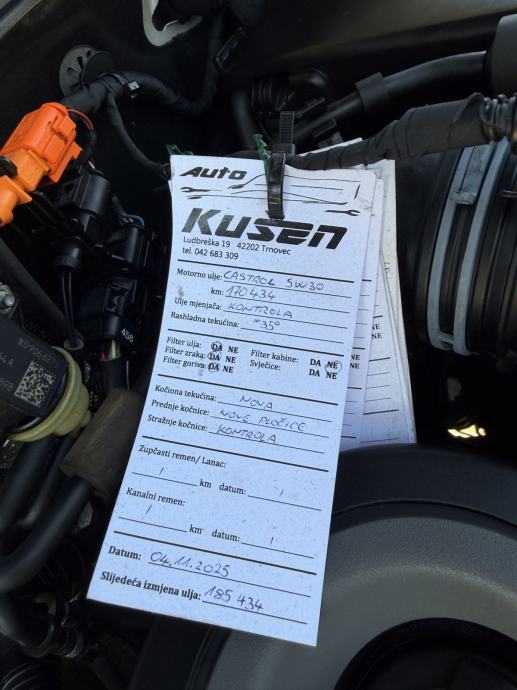 AUTO
KUSEN
Ludbreška 19 42202 Trnovec
tel. 042 683 309
Motorno ulje: CASTROL 5W30
km: 170434
Ulje mjenjača: KONTROLA
Rashladna tekućina: -35°
Filter ulja: DA NE Filter kabine: DA NE
Filter zraka: DA NE Svjećice: DA NE
Filter goriva: DA NE
Kočiona tekućina: NOVA
Prednje kočnice: NOVE PLOČICE
Stražnje kočnice: KONTROLA
Zupčasti remen/ Lanac:
/ km datum: /
Kanalni remen:
/ km datum: /
Datum: 04.11.2025
Slijedeća izmjena ulja: 185 434
458